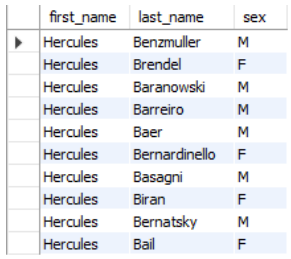 first_name last_name sex
Hercules Benzmuller M
Hercules Brendel F
Hercules Baranowski M
Hercules Barreiro M
Hercules Baer M
Hercules Bernardinello F
Hercules Basagni M
Hercules Biran F
Hercules Bernatsky M
Hercules Bail F